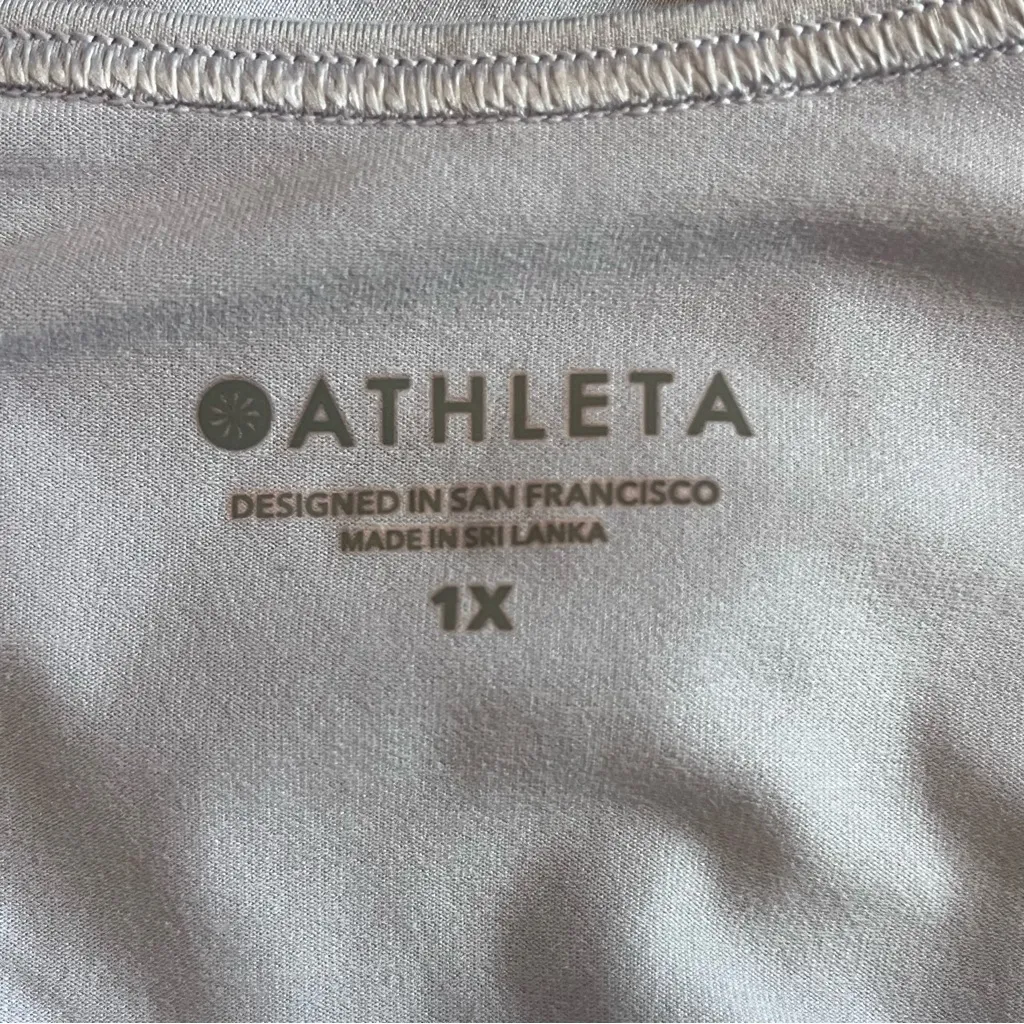 ATHLETA
DESIGNED IN SAN FRANCISCO
MADE IN SRI LANKA
1X